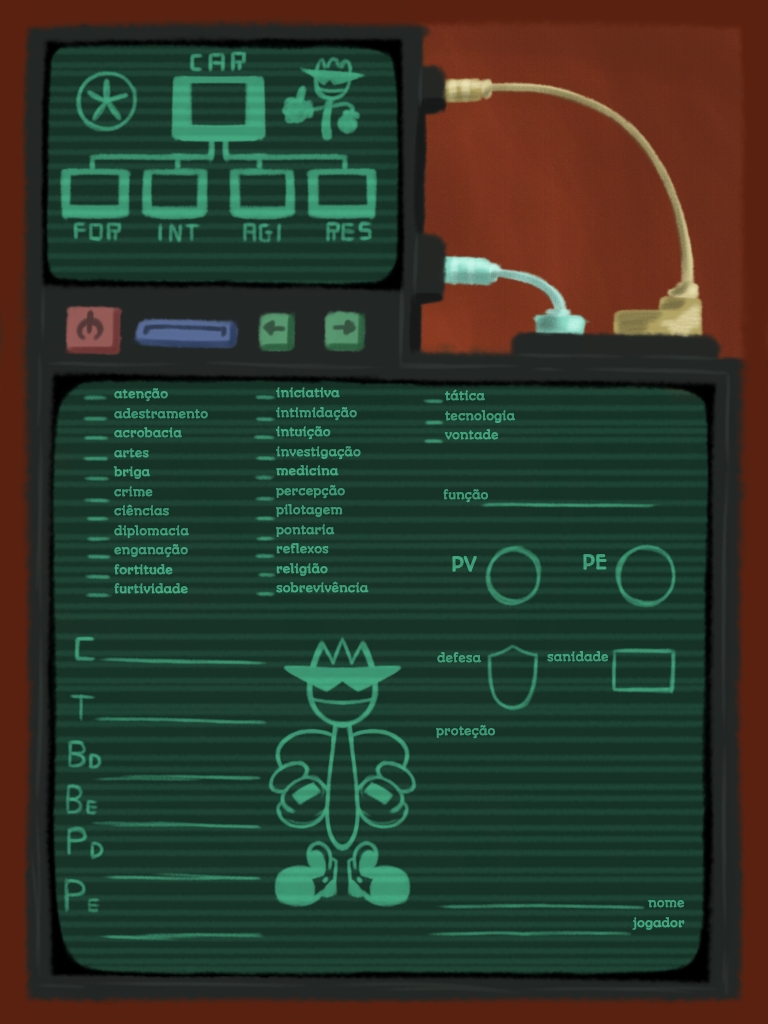 CAR
FOR INT AGI RES
atenção
adestramento
acrobacia
artes
briga
crime
ciências
diplomacia
enganação
fortitude
furtividade
iniciativa
intimidação
intuição
investigação
medicina
percepção
pilotagem
pontaria
reflexos
religião
sobrevivência
tática
tecnologia
vontade
função
PV PE
defesa sanidade
proteção
C
T
BD
BE
PD
PE
nome
jogador